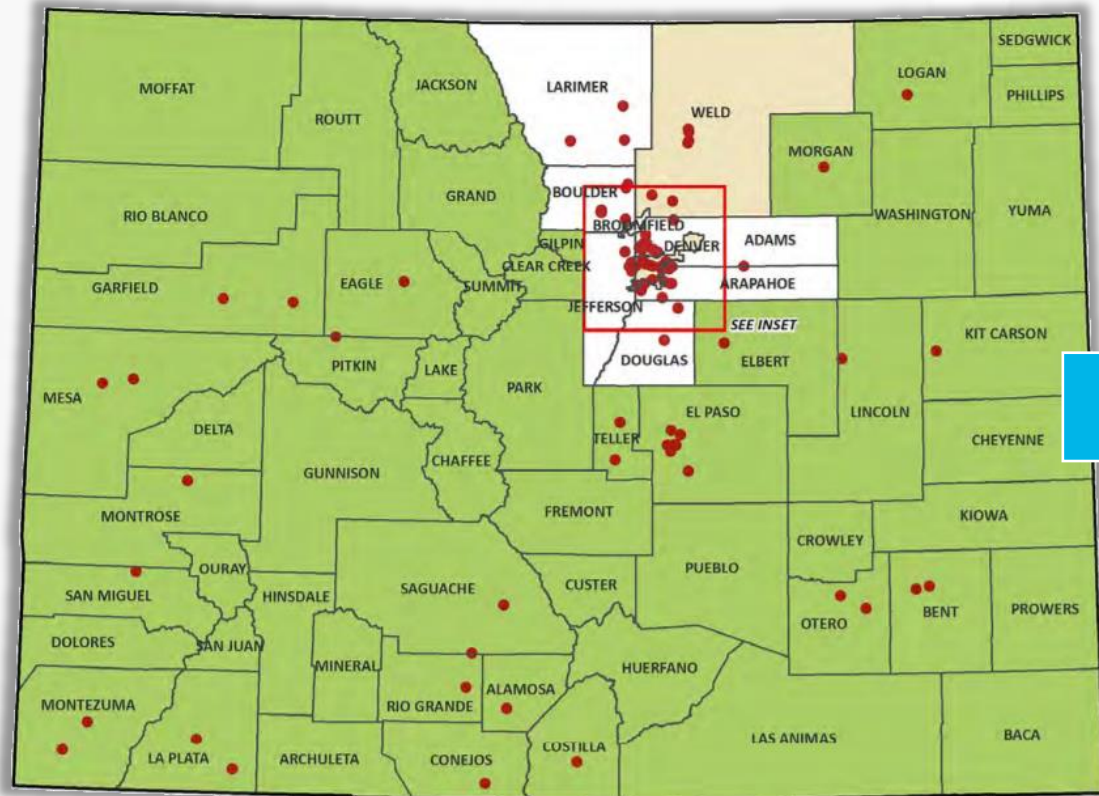 SEDGWICK
LOGAN
MOFFAT
JACKSON
LARIMER
PHILLIPS
WELD
ROUTT
MORGAN
BOULDER
GRAND
RIO BLANCO
WASHINGTON
YUMA
BROOMFIELD
GILPIN
DENVER
ADAMS
CLEAR CREEK
EAGLE
GARFIELD
SUMMIT
ARAPAHOE
JEFFERSON
SEE INSET
KIT CARSON
DOUGLAS
ELBERT
PITKIN
LAKE
PARK
MESA
EL PASO
LINCOLN
DELTA
TELLER
CHEYENNE
CHAFFEE
GUNNISON
FREMONT
MONTROSE
KIOWA
CROWLEY
OURAY
PUEBLO
SAGUACHE
CUSTER
SAN MIGUEL
HINSDALE
BENT
PROWERS
OTERO
DOLORES
SAN JUAN
MINERAL
HUERFANO
ALAMOSA
MONTEZUMA
RIO GRANDE
BACA
LAS ANIMAS
COSTILLA
LA PLATA
ARCHULETA
CONEJOS